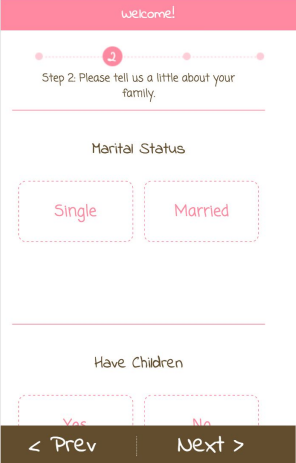 welcome!
2
Step 2: Please tell us a little about your
family.
Marital Status
Single Married
Have Children
Yes No
< Prev Next >